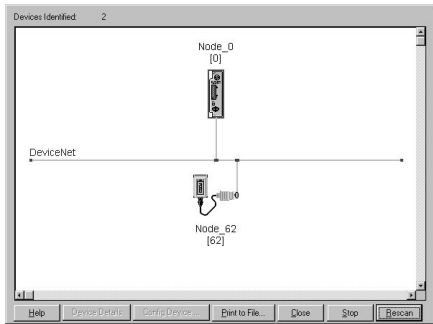 Devices Identified: 2
Node_0
[0]
DeviceNet
Node_62
[62]
Help Device Details Config Device ... Print to File... Close Stop Rescan